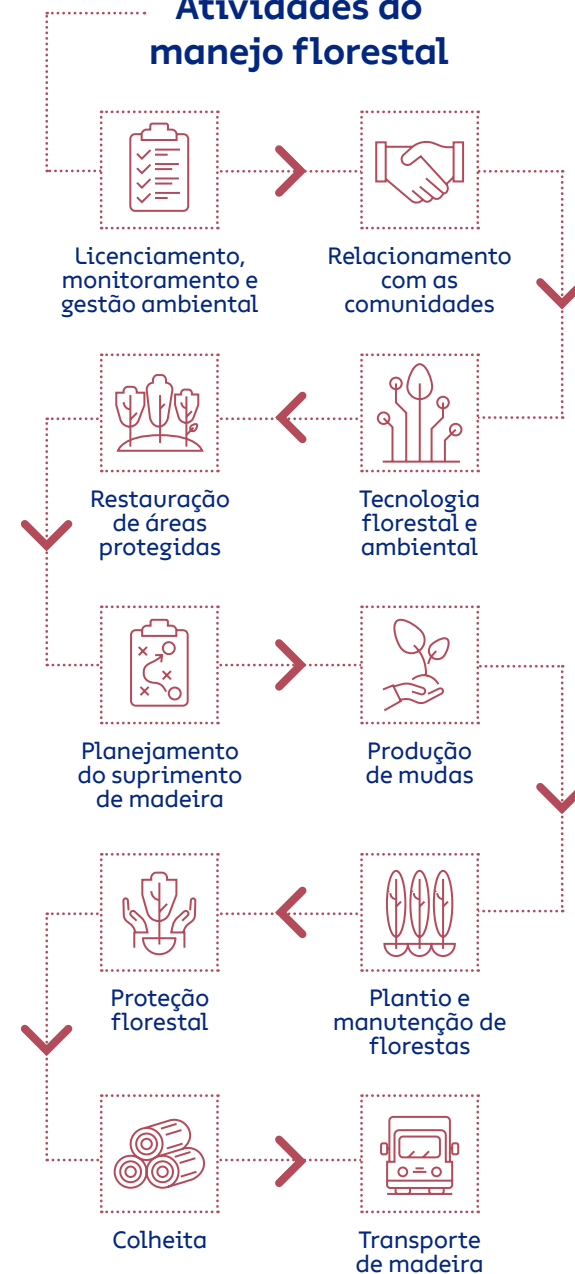 Atividades do
manejo florestal
Licenciamento,
monitoramento e
gestão ambiental
Relacionamento
com as
comunidades
Tecnologia
florestal e
ambiental
Restauração
de áreas
protegidas
Planejamento
do suprimento
de madeira
Produção
de mudas
Plantio e
manutenção de
florestas
Proteção
florestal
Colheita
Transporte
de madeira